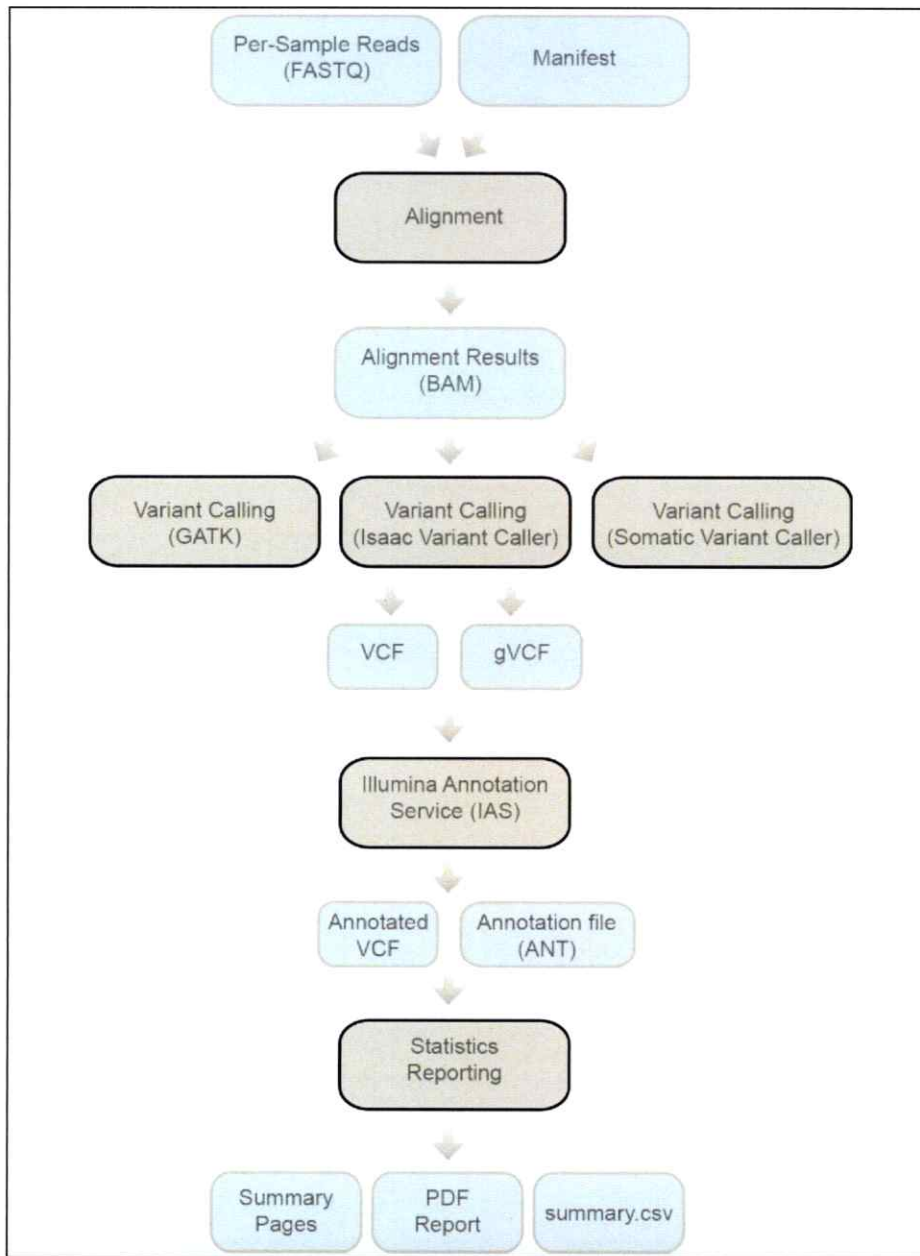 Per-Sample Reads
(FASTQ)
Manifest
Alignment
Alignment Results
(BAM)
Variant Calling
(GATK)
Variant Calling
(Isaac Variant Caller)
Variant Calling
(Somatic Variant Caller)
VCF
gVCF
Illumina Annotation
Service (IAS)
Annotated
VCF
Annotation file
(ANT)
Statistics
Reporting
Summary
Pages
PDF
Report
summary.csv